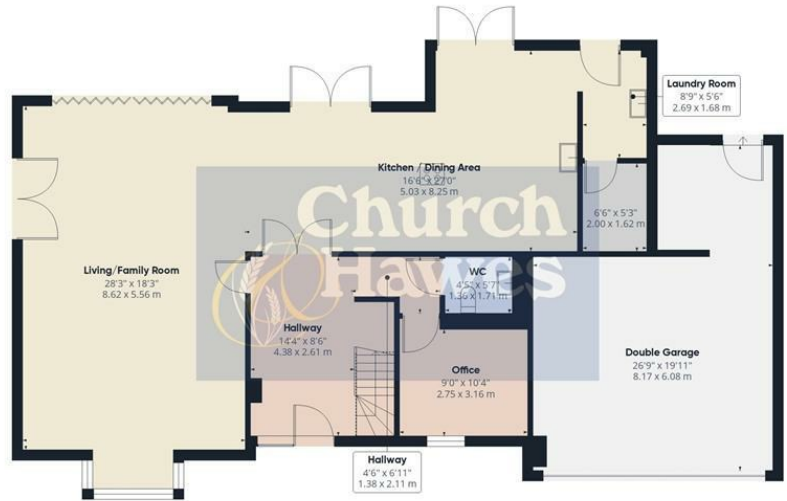 Laundry Room
8'9" x 5'6"
2.69 x 1.68 m
Kitchen / Dining Area
16'6" x 27'0"
5.03 x 8.25 m
6'6" x 5'3"
2.00 x 1.62 m
Church
Hawes
Living/Family Room
28'3" x 18'3"
8.62 x 5.56 m
WC
4'5" x 5'7"
1.36 x 1.71 m
Hallway
14'4" x 8'6"
4.38 x 2.61 m
Office
9'0" x 10'4"
2.75 x 3.16 m
Double Garage
26'9" x 19'11"
8.17 x 6.08 m
Hallway
4'6" x 6'11"
1.38 x 2.11 m